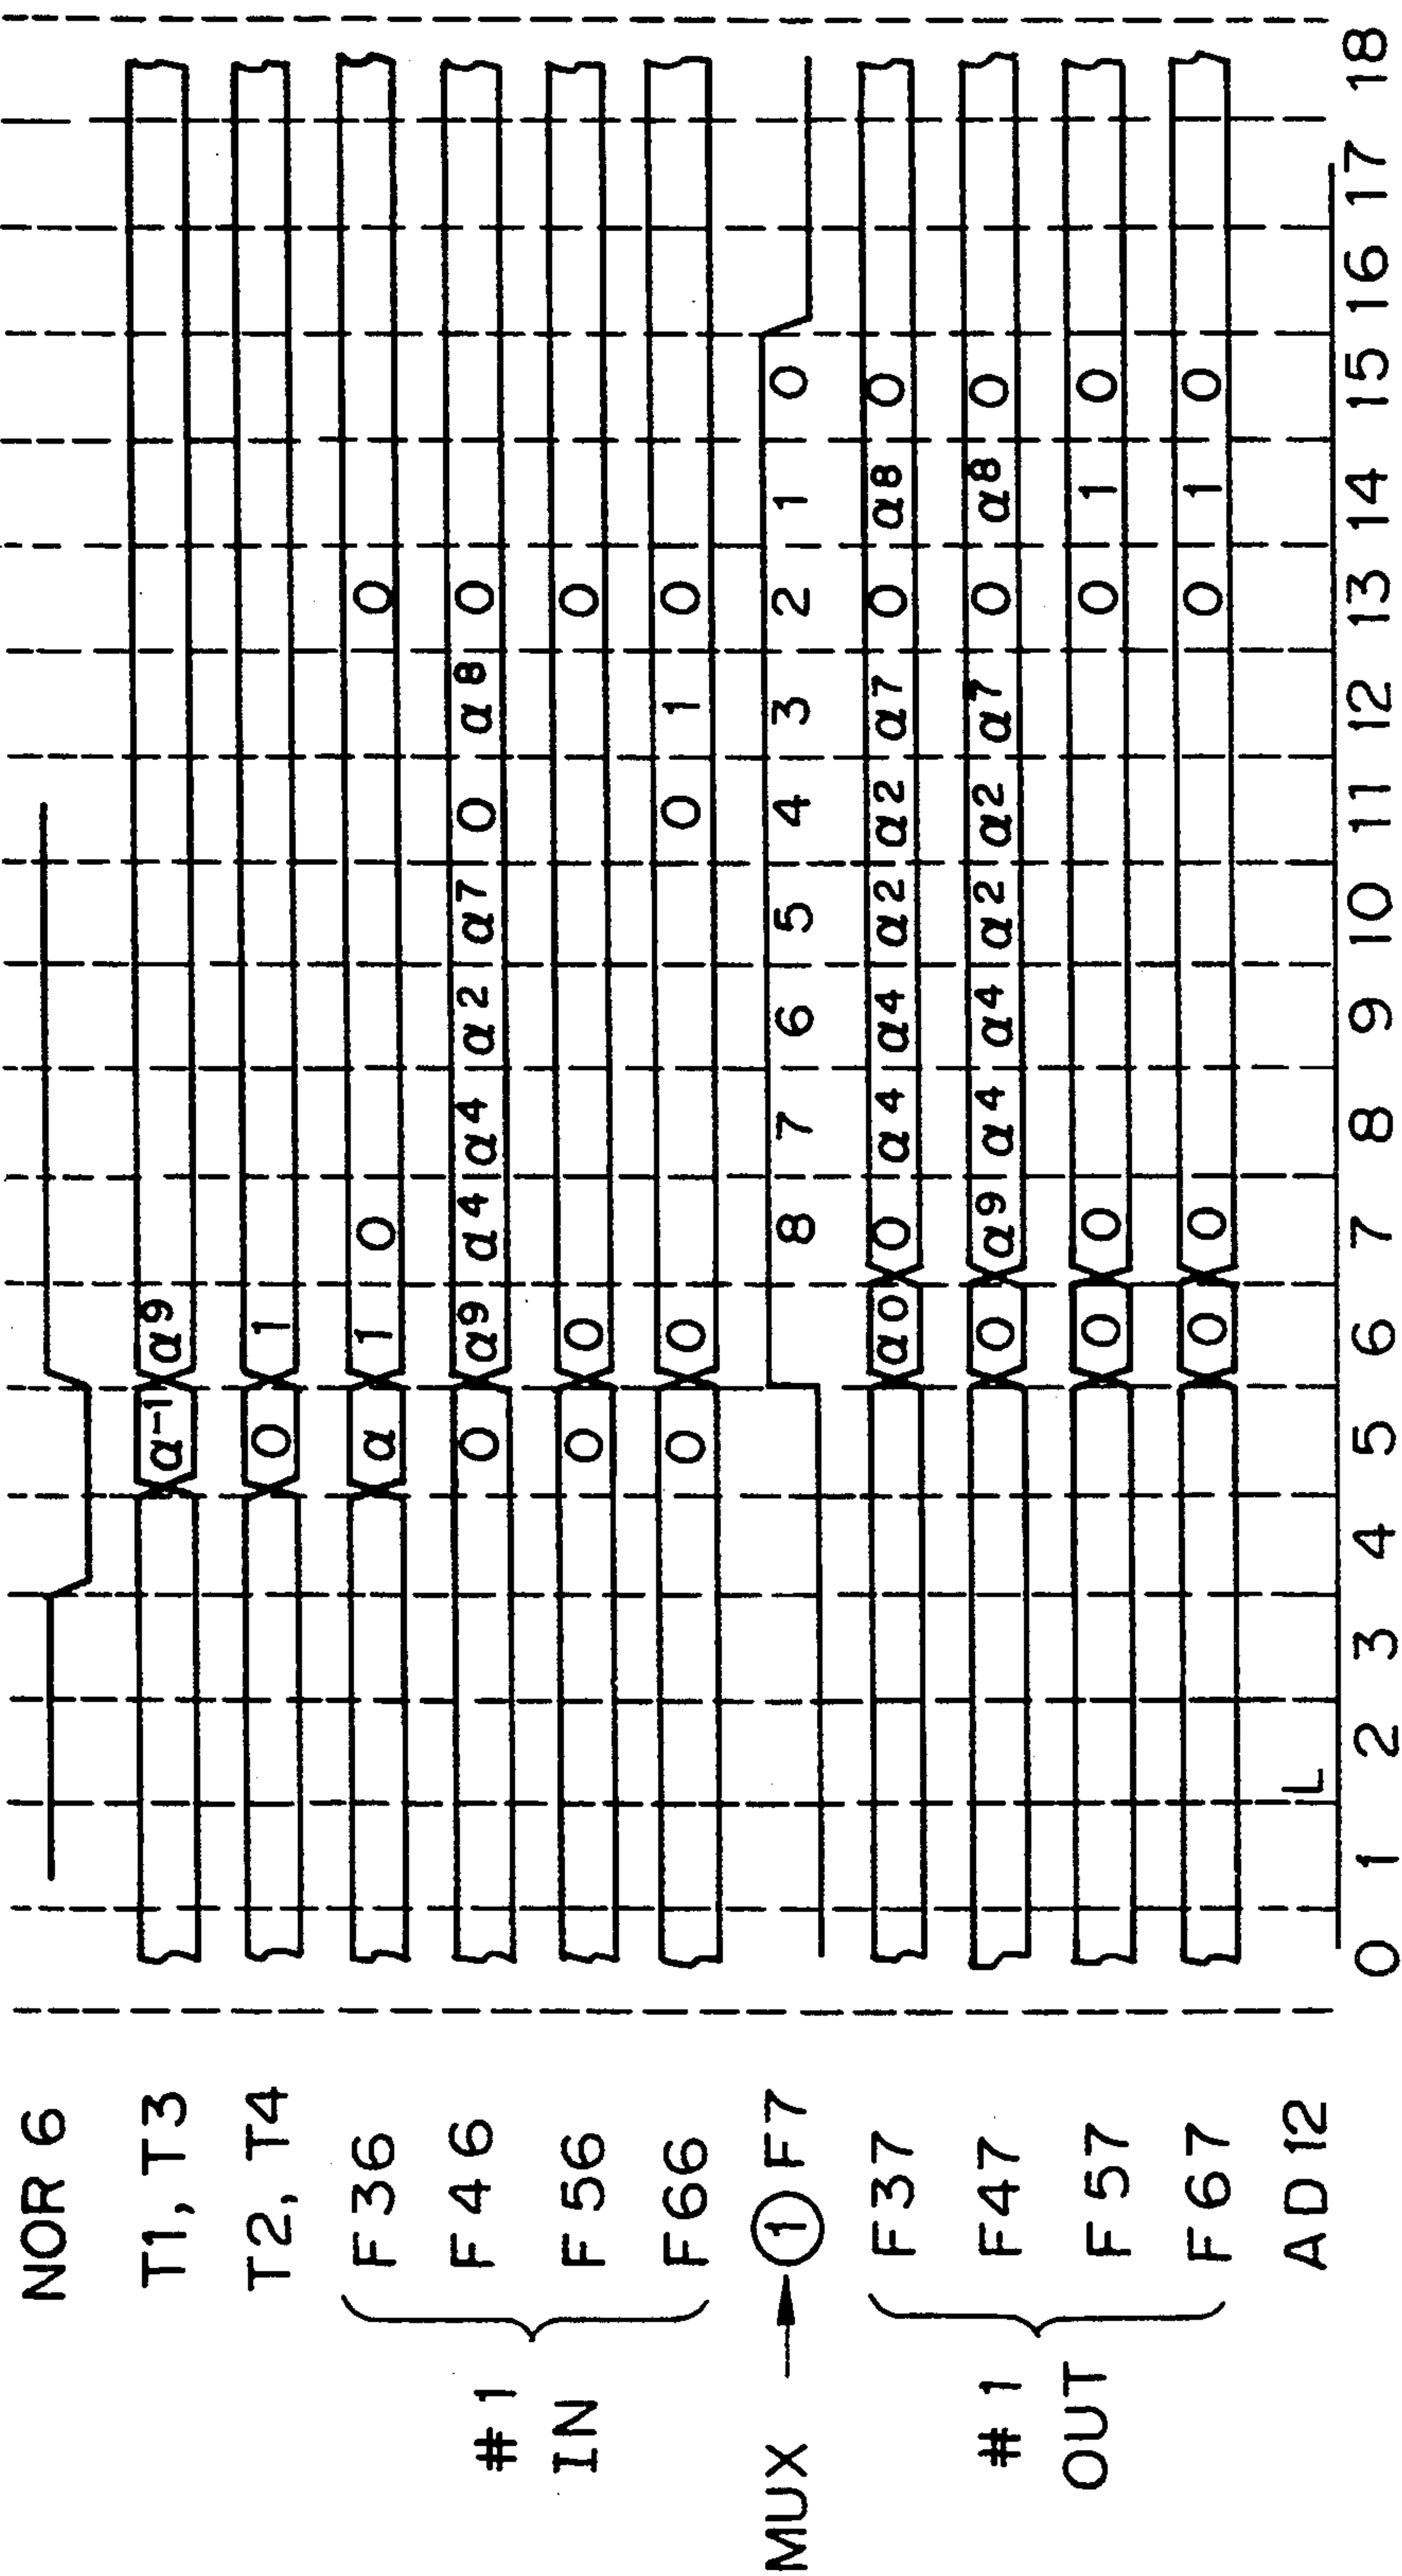 NOR 6
T1, T3 α⁻¹ α⁹
T2, T4 0 1
F36 α 1 0 0
# 1 F46 0 α⁹ α⁴ α⁴ α² α⁷ 0 α⁸ 0
IN F56 0 0 0
F66 0 0 0 1 0
MUX → ① F7 8 7 6 5 4 3 2 1 0
F37 α⁰ 0 α⁴ α⁴ α² α² α⁷ 0 α⁸ 0
# 1 F47 0 α⁹ α⁴ α⁴ α² α² α⁷ 0 α⁸ 0
OUT F57 0 0 0 1 0
F67 0 0 0 1 0
AD12 L
0 1 2 3 4 5 6 7 8 9 10 11 12 13 14 15 16 17 18